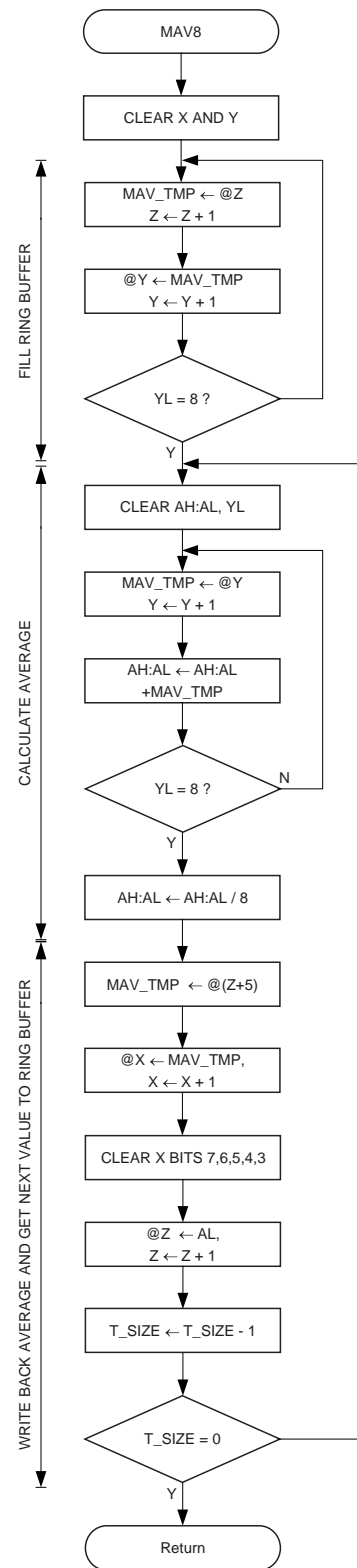 MAV8
CLEAR X AND Y
FILL RING BUFFER
MAV_TMP ← @Z
Z ← Z + 1
@Y ← MAV_TMP
Y ← Y + 1
YL = 8 ?
Y
CALCULATE AVERAGE
CLEAR AH:AL, YL
MAV_TMP ← @Y
Y ← Y + 1
AH:AL ← AH:AL
+MAV_TMP
YL = 8 ?
N
Y
AH:AL ← AH:AL / 8
WRITE BACK AVERAGE AND GET NEXT VALUE TO RING BUFFER
MAV_TMP ← @(Z+5)
@X ← MAV_TMP,
X ← X + 1
CLEAR X BITS 7,6,5,4,3
@Z ← AL,
Z ← Z + 1
T_SIZE ← T_SIZE - 1
T_SIZE = 0
Y
Return